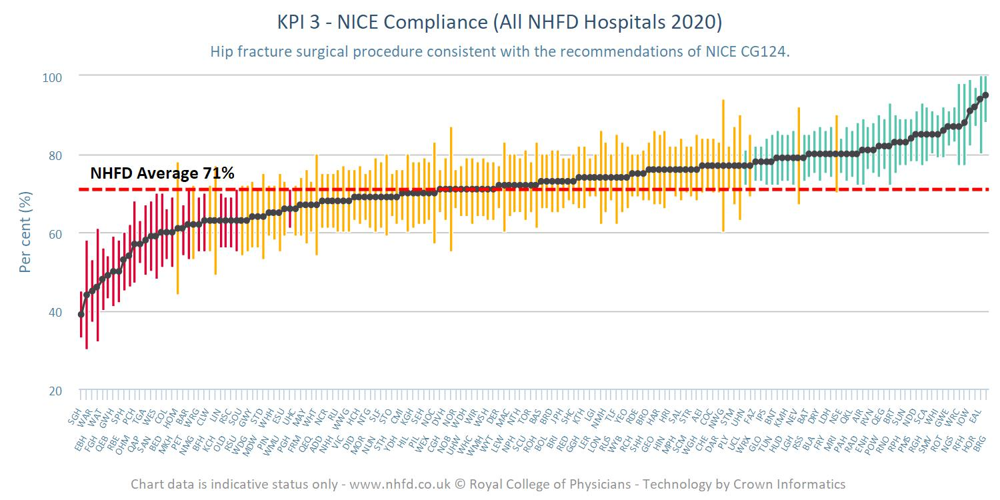 KPI 3 - NICE Compliance (All NHFD Hospitals 2020)
Hip fracture surgical procedure consistent with the recommendations of NICE CG124.
100
80
NHFD Average 71%
60
40
20
Per cent (%)
SGH WAR WAT GWH SPH PCH TGA WES COL HOM BAR WRG CLW LIN RSC SOU GWY STD WHH ESU UHC MAY WHT NCR RLU WWG HCH NTG SLF STO CMI KGH SEH NOC DVH NOR WDH WIR WSH DER MAC NTH TOR BAS BRD JPH SHC KTH LGI NMH TLF YEO RDE BRO HAR HRI SAL STR AEI COC NWG STM UHN FAZ IPS BNT KMH NEV BAT DRY LDH NSE QKL AIR RVN QEG BRT SUN NDD SCA WHI GWE WRC IOW EAL
EBH FGH QEB RBE OHM QAP SAN BED MKH PET NMG BFH KCH OLD RSU WDG MDW PIN WMU PGH FRM QEQ ADD NHH VIC DID MOR NUN STH YDH HIL PIL WEX CGH NOB UHW WHC WMH WYT LEW NPH SCU ROH BOL BRI RED GGH LER LON RUS WYB RCH SHH GEO HIN MPH SCM WGH CHE DAR PLY UCL WRX GLO TUN HUD LGH RSS BLA FRY MRI PAH RAD ENH POW RNO RPH PMS RGH SMV ROT NGS RFH HOR BRG
Chart data is indicative status only - www.nhfd.co.uk © Royal College of Physicians - Technology by Crown Informatics